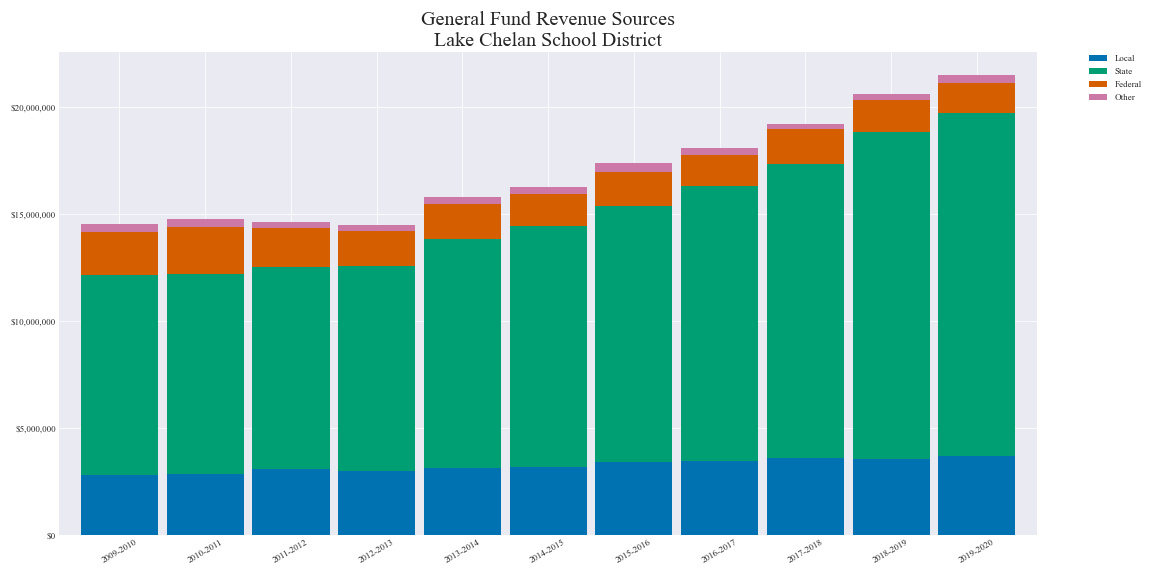 General Fund Revenue Sources
Lake Chelan School District
Local
State
Federal
Other
$20,000,000
$15,000,000
$10,000,000
$5,000,000
$0
2009-2010
2010-2011
2011-2012
2012-2013
2013-2014
2014-2015
2015-2016
2016-2017
2017-2018
2018-2019
2019-2020